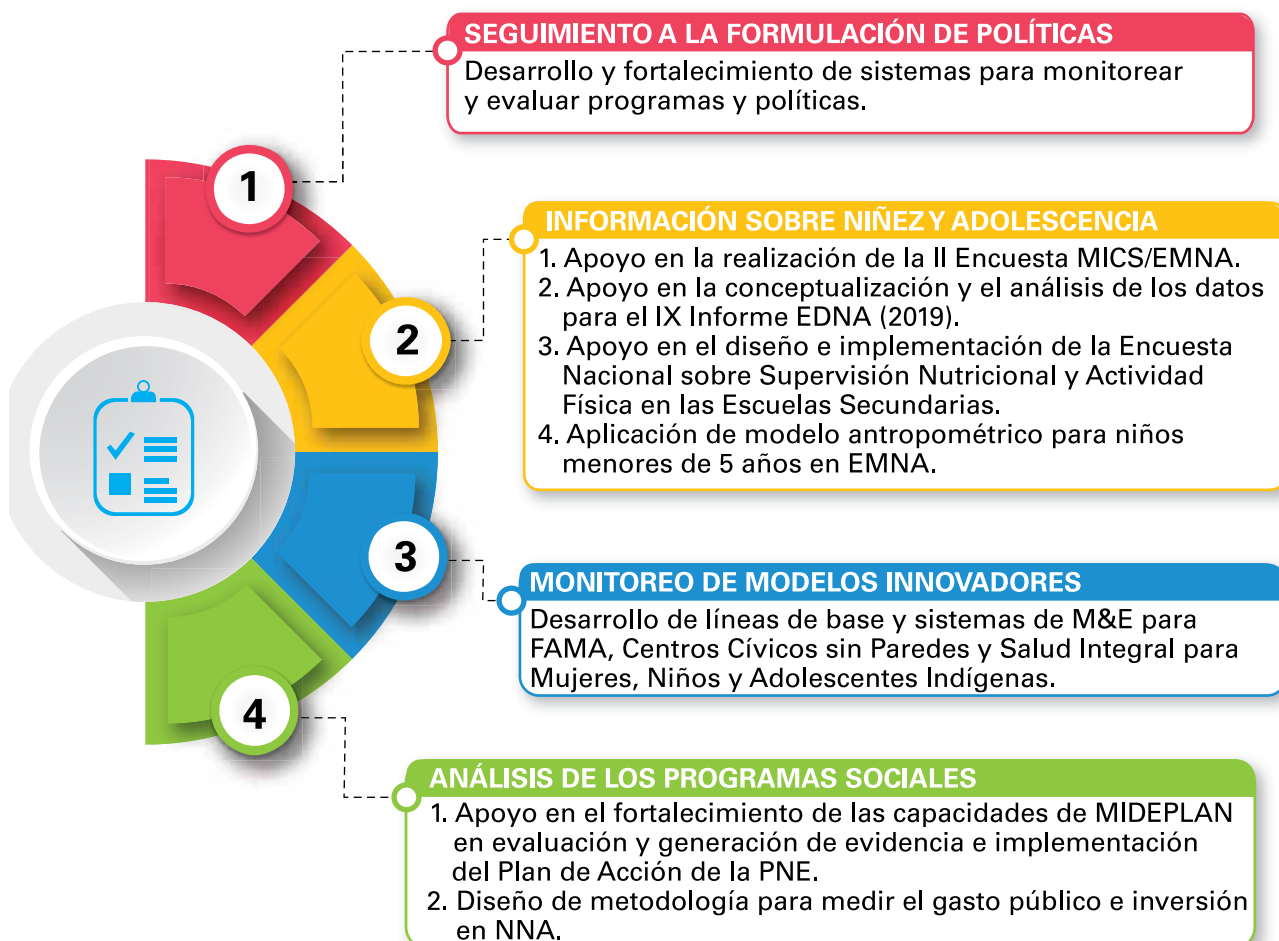 1
SEGUIMIENTO A LA FORMULACIÓN DE POLÍTICAS
Desarrollo y fortalecimiento de sistemas para monitorear
y evaluar programas y políticas.
2
INFORMACIÓN SOBRE NIÑEZ Y ADOLESCENCIA
1. Apoyo en la realización de la II Encuesta MICS/EMNA.
2. Apoyo en la conceptualización y el análisis de los datos
para el IX Informe EDNA (2019).
3. Apoyo en el diseño e implementación de la Encuesta
Nacional sobre Supervisión Nutricional y Actividad
Física en las Escuelas Secundarias.
4. Aplicación de modelo antropométrico para niños
menores de 5 años en EMNA.
3
MONITOREO DE MODELOS INNOVADORES
Desarrollo de líneas de base y sistemas de M&E para
FAMA, Centros Cívicos sin Paredes y Salud Integral para
Mujeres, Niños y Adolescentes Indígenas.
4
ANÁLISIS DE LOS PROGRAMAS SOCIALES
1. Apoyo en el fortalecimiento de las capacidades de MIDEPLAN
en evaluación y generación de evidencia e implementación
del Plan de Acción de la PNE.
2. Diseño de metodología para medir el gasto público e inversión
en NNA.